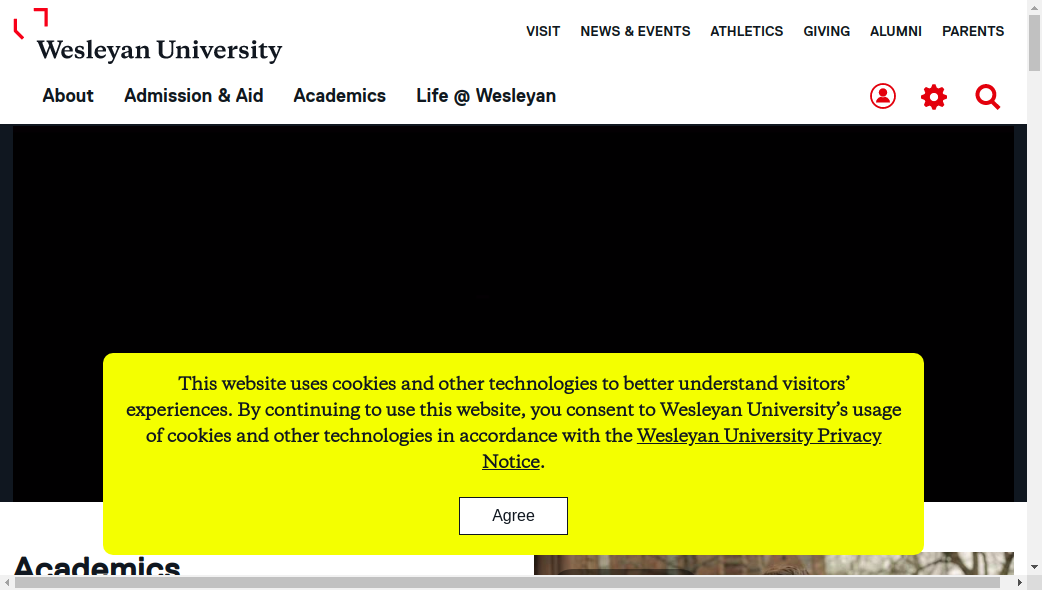 VISIT NEWS & EVENTS ATHLETICS GIVING ALUMNI PARENTS
Wesleyan University
About Admission & Aid Academics Life @ Wesleyan
This website uses cookies and other technologies to better understand visitors’
experiences. By continuing to use this website, you consent to Wesleyan University’s usage
of cookies and other technologies in accordance with the Wesleyan University Privacy
Notice.
Agree
Academics